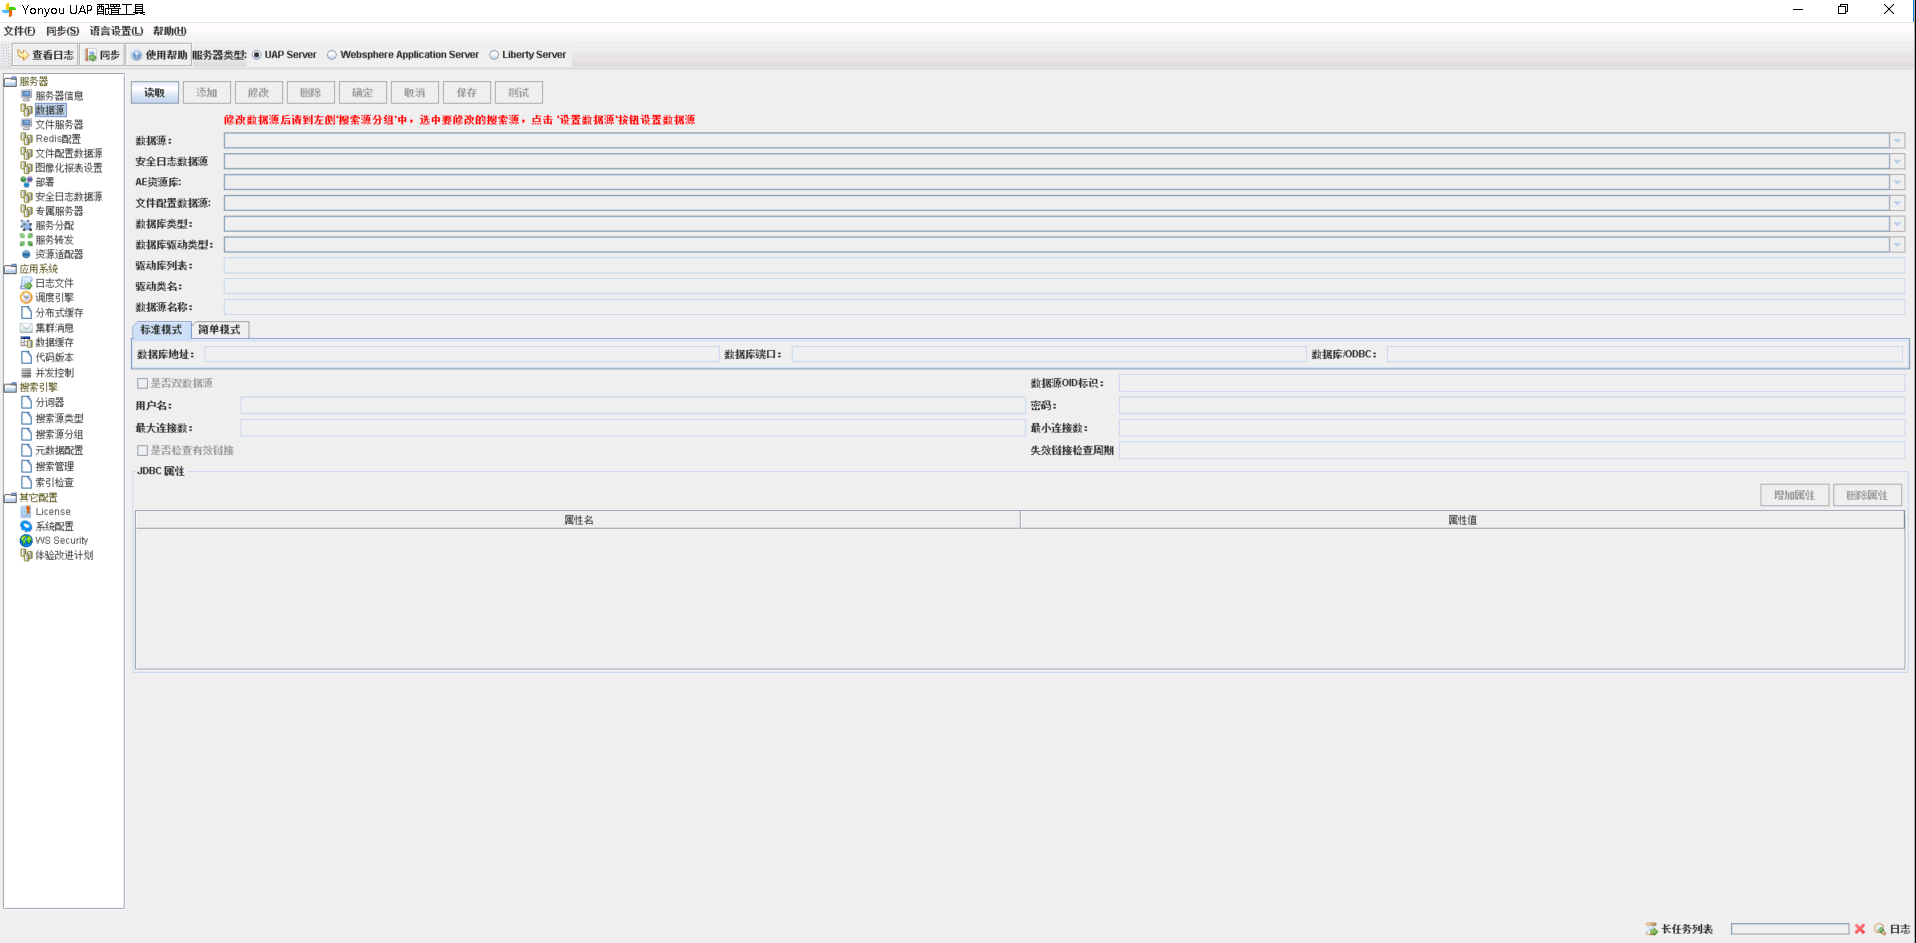 Yonyou UAP 配置工具
文件(F) 同步(S) 语言设置(L) 帮助(H)
查看日志 同步 使用帮助 服务器类型: UAP Server Websphere Application Server Liberty Server
服务器
服务器信息
数据源
文件服务器
Redis配置
文件配置数据源
图像化报表设置
部署
安全日志数据源
专属服务器
服务分配
服务转发
资源适配器
应用系统
日志文件
调度引擎
分布式缓存
集群消息
数据缓存
代码版本
并发控制
搜索引擎
分词器
搜索源类型
搜索源分组
元数据配置
搜索管理
索引检查
其它配置
License
系统配置
WS Security
体验改进计划
读取 添加 修改 删除 确定 取消 保存 测试
修改数据源后请到左侧'搜索源分组'中，选中要修改的搜索源，点击 '设置数据源'按钮设置数据源
数据源：
安全日志数据源
AE资源库:
文件配置数据源:
数据库类型：
数据库驱动类型：
驱动库列表：
驱动类名：
数据源名称：
标准模式 简单模式
数据库地址： 数据库端口： 数据库/ODBC：
是否双数据源 数据源OID标识：
用户名： 密码：
最大连接数： 最小连接数：
是否检查有效链接 失效链接检查周期
JDBC 属性
增加属性 删除属性
属性名 属性值
长任务列表 日志